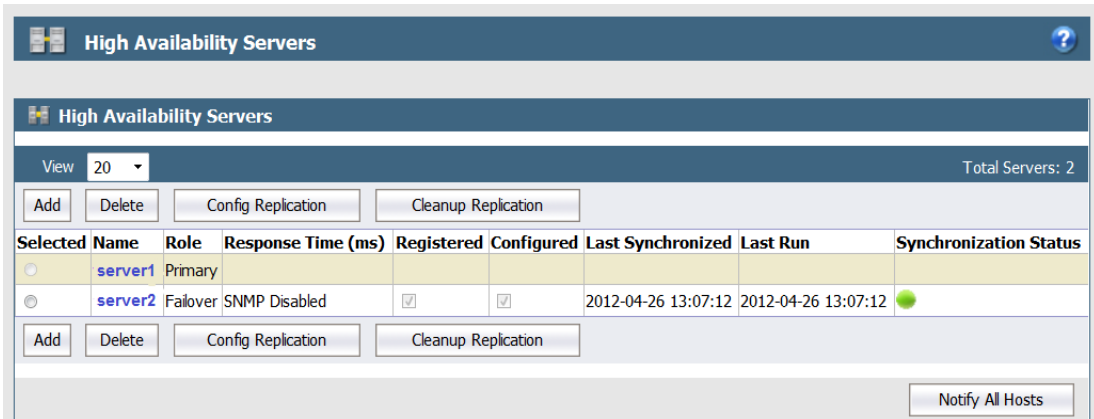 High Availability Servers
High Availability Servers
View 20 Total Servers: 2
Add Delete Config Replication Cleanup Replication
Selected Name Role Response Time (ms) Registered Configured Last Synchronized Last Run Synchronization Status
server1 Primary
server2 Failover SNMP Disabled 2012-04-26 13:07:12 2012-04-26 13:07:12
Add Delete Config Replication Cleanup Replication
Notify All Hosts